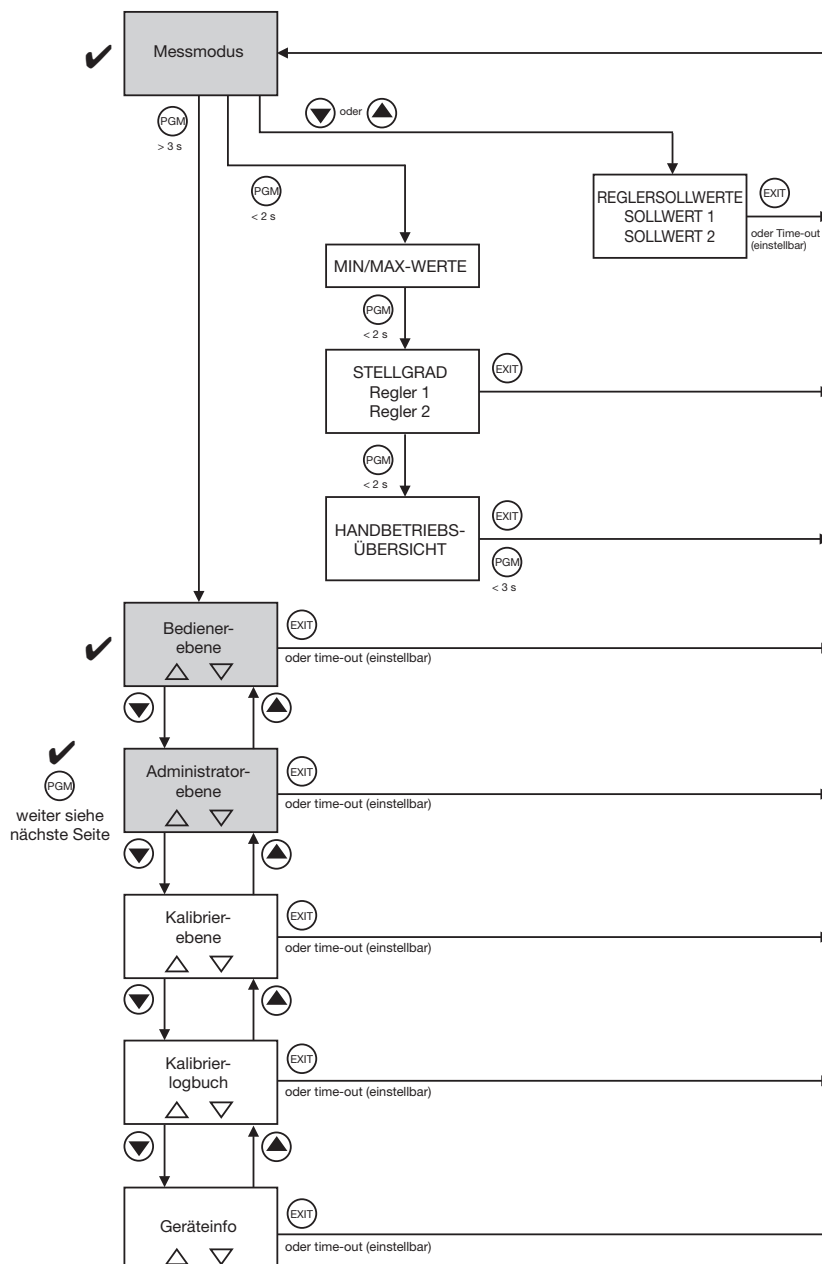 Messmodus
PGM
> 3 s
oder
PGM
< 2 s
REGLERSOLLWERTE
SOLLWERT 1
SOLLWERT 2
EXIT
oder Time-out
(einstellbar)
MIN/MAX-WERTE
PGM
< 2 s
STELLGRAD
Regler 1
Regler 2
EXIT
PGM
< 2 s
HANDBETRIEBS-
ÜBERSICHT
EXIT
PGM
< 3 s
Bediener-
ebene
EXIT
oder time-out (einstellbar)
PGM
weiter siehe
nächste Seite
Administrator-
ebene
EXIT
oder time-out (einstellbar)
Kalibrier-
ebene
EXIT
oder time-out (einstellbar)
Kalibrier-
logbuch
EXIT
oder time-out (einstellbar)
Geräteinfo
EXIT
oder time-out (einstellbar)